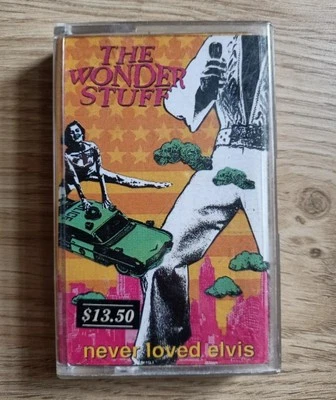 THE
WONDER
STUFF
$13.50
never loved elvis